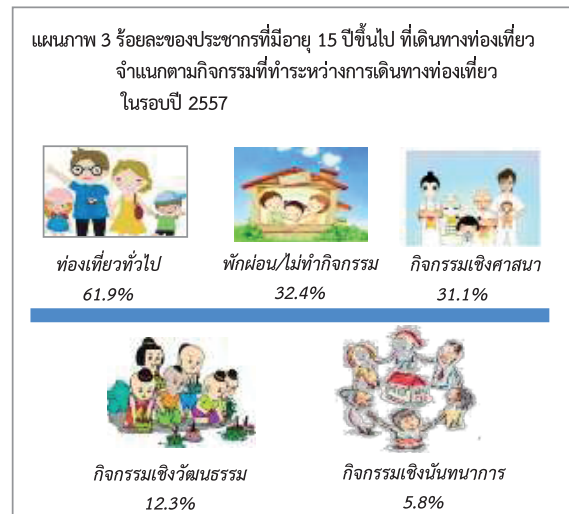 แผนภาพ 3 ร้อยละของประชากรที่มีอายุ 15 ปีขึ้นไป ที่เดินทางท่องเที่ยว
จำแนกตามกิจกรรมที่ทำระหว่างการเดินทางท่องเที่ยว
ในรอบปี 2557
ท่องเที่ยวทั่วไป พักผ่อน/ไม่ทำกิจกรรม กิจกรรมเชิงศาสนา
61.9% 32.4% 31.1%
กิจกรรมเชิงวัฒนธรรม กิจกรรมเชิงนันทนาการ
12.3% 5.8%